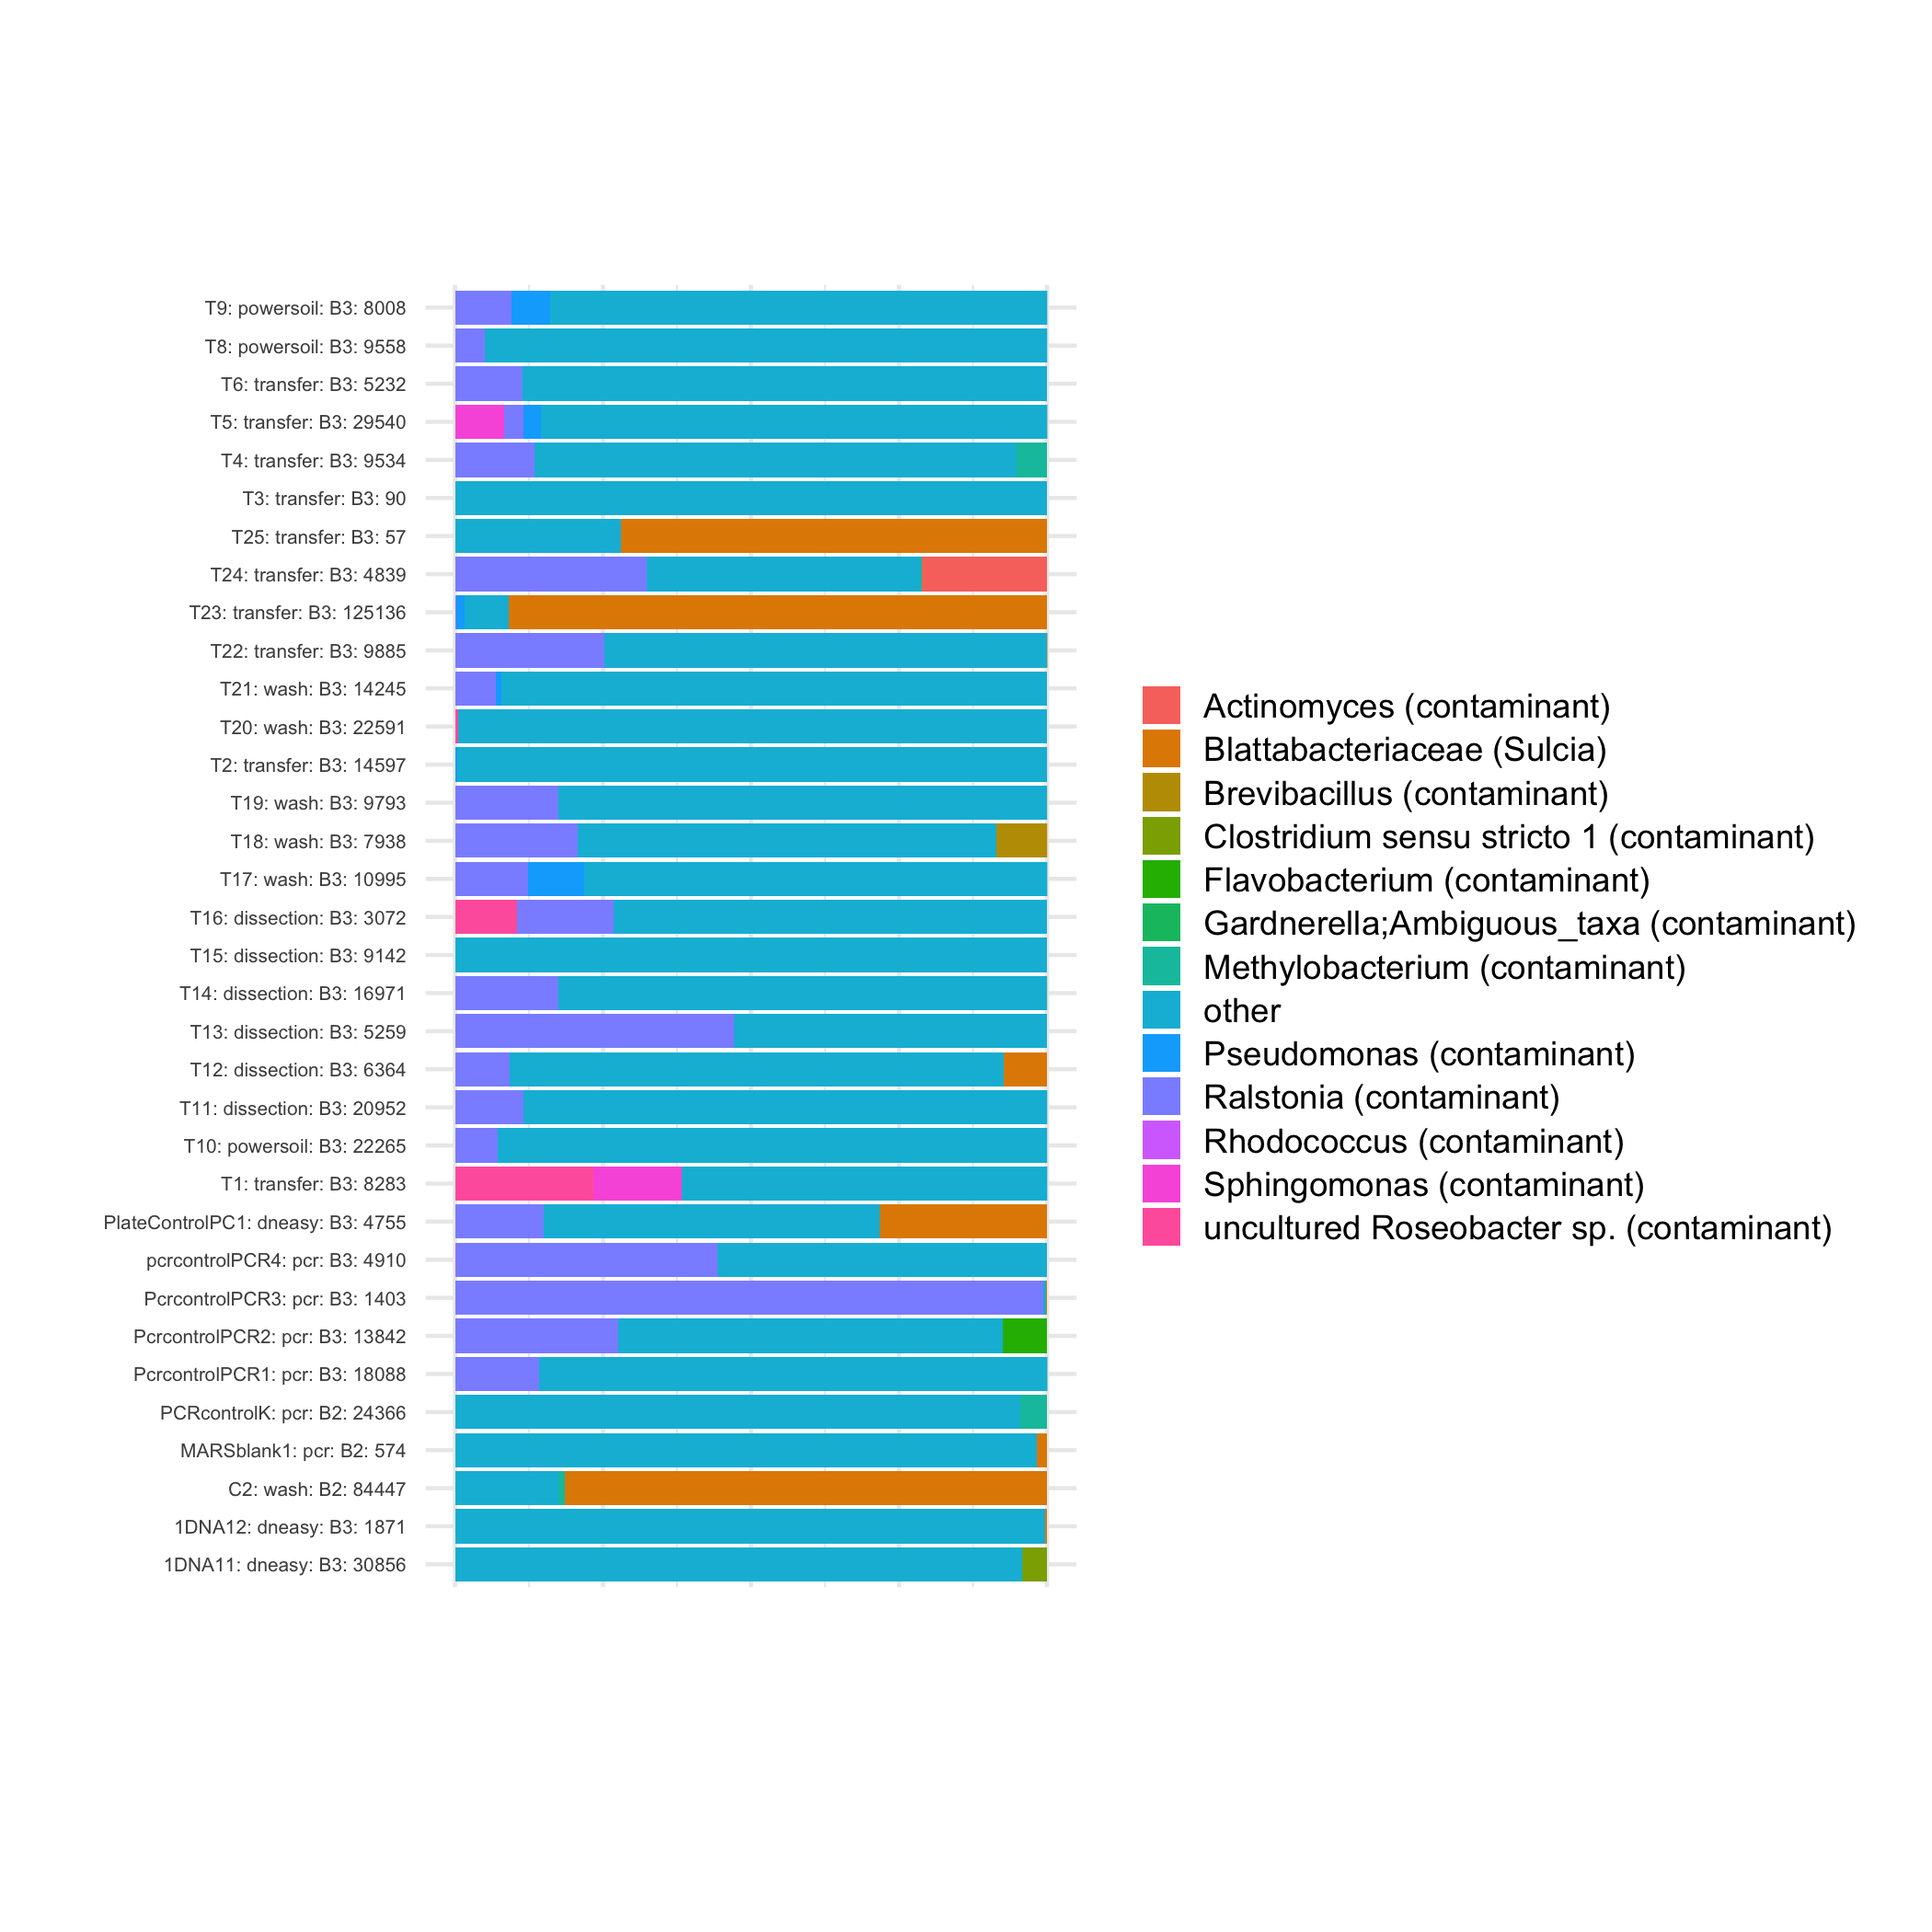 T9: powersoil: B3: 8008
T8: powersoil: B3: 9558
T6: transfer: B3: 5232
T5: transfer: B3: 29540
T4: transfer: B3: 9534
T3: transfer: B3: 90
T25: transfer: B3: 57
T24: transfer: B3: 4839
T23: transfer: B3: 125136
T22: transfer: B3: 9885
T21: wash: B3: 14245
T20: wash: B3: 22591
T2: transfer: B3: 14597
T19: wash: B3: 9793
T18: wash: B3: 7938
T17: wash: B3: 10995
T16: dissection: B3: 3072
T15: dissection: B3: 9142
T14: dissection: B3: 16971
T13: dissection: B3: 5259
T12: dissection: B3: 6364
T11: dissection: B3: 20952
T10: powersoil: B3: 22265
T1: transfer: B3: 8283
PlateControlPC1: dneasy: B3: 4755
pcrcontrolPCR4: pcr: B3: 4910
PcrcontrolPCR3: pcr: B3: 1403
PcrcontrolPCR2: pcr: B3: 13842
PcrcontrolPCR1: pcr: B3: 18088
PCRcontrolK: pcr: B2: 24366
MARSblank1: pcr: B2: 574
C2: wash: B2: 84447
1DNA12: dneasy: B3: 1871
1DNA11: dneasy: B3: 30856
Actinomyces (contaminant)
Blattabacteriaceae (Sulcia)
Brevibacillus (contaminant)
Clostridium sensu stricto 1 (contaminant)
Flavobacterium (contaminant)
Gardnerella;Ambiguous_taxa (contaminant)
Methylobacterium (contaminant)
other
Pseudomonas (contaminant)
Ralstonia (contaminant)
Rhodococcus (contaminant)
Sphingomonas (contaminant)
uncultured Roseobacter sp. (contaminant)